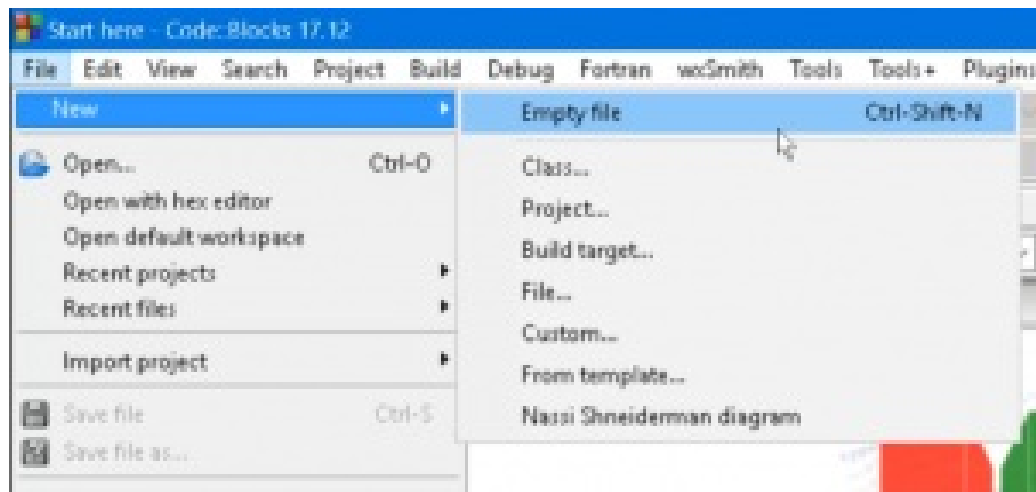 Start here - Code::Blocks 17.12
File Edit View Search Project Build Debug Fortran wxSmith Tools Tools+ Plugins
New
Empty file Ctrl-Shift-N
Open... Ctrl-O
Class...
Open with hex editor
Project...
Open default workspace
Build target...
Recent projects
File...
Recent files
Custom...
Import project
From template...
Save file Ctrl-S
Nassi Shneiderman diagram
Save file as...